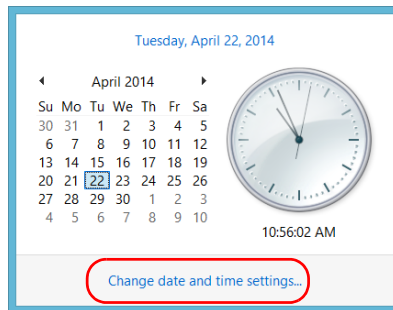 Tuesday, April 22, 2014
April 2014
Su Mo Tu We Th Fr Sa
30 31 1 2 3 4 5
6 7 8 9 10 11 12
13 14 15 16 17 18 19
20 21 22 23 24 25 26
27 28 29 30 1 2 3
4 5 6 7 8 9 10
10:56:02 AM
Change date and time settings...